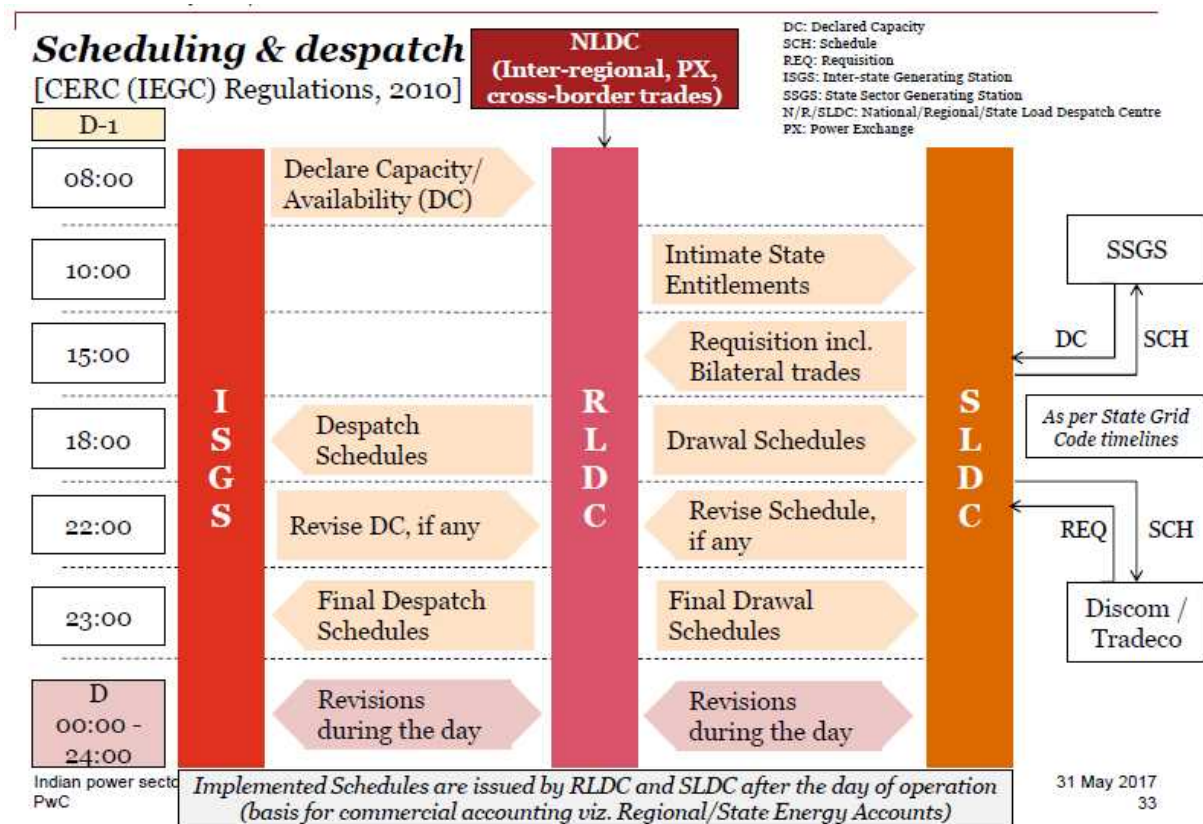 Scheduling & despatch
[CERC (IEGC) Regulations, 2010]
NLDC
(Inter-regional, PX,
cross-border trades)
DC: Declared Capacity
SCH: Schedule
REQ: Requisition
ISGS: Inter-state Generating Station
SSGS: State Sector Generating Station
N/R/SLDC: National/Regional/State Load Despatch Centre
PX: Power Exchange
D-1
08:00
Declare Capacity/
Availability (DC)
10:00
Intimate State
Entitlements
15:00
Requisition incl.
Bilateral trades
18:00
Despatch
Schedules
Drawal Schedules
22:00
Revise DC, if any
Revise Schedule,
if any
23:00
Final Despatch
Schedules
Final Drawal
Schedules
D
00:00 -
24:00
Revisions
during the day
Revisions
during the day
I
S
G
S
R
L
D
C
S
L
D
C
SSGS
DC
SCH
As per State Grid
Code timelines
REQ
SCH
Discom /
Tradeco
Indian power secto
PwC
Implemented Schedules are issued by RLDC and SLDC after the day of operation
(basis for commercial accounting viz. Regional/State Energy Accounts)
31 May 2017
33